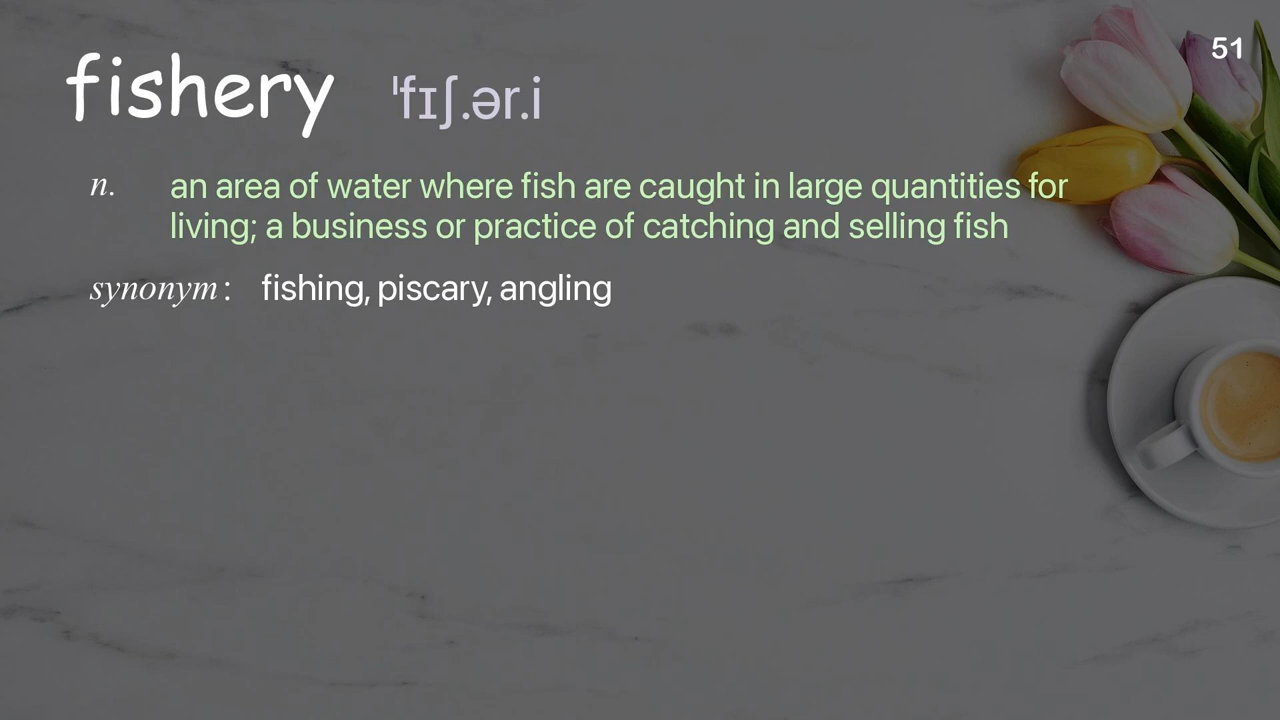 51
fishery ˈfɪʃ.ər.i
n. an area of water where fish are caught in large quantities for
living; a business or practice of catching and selling fish
synonym: fishing, piscary, angling